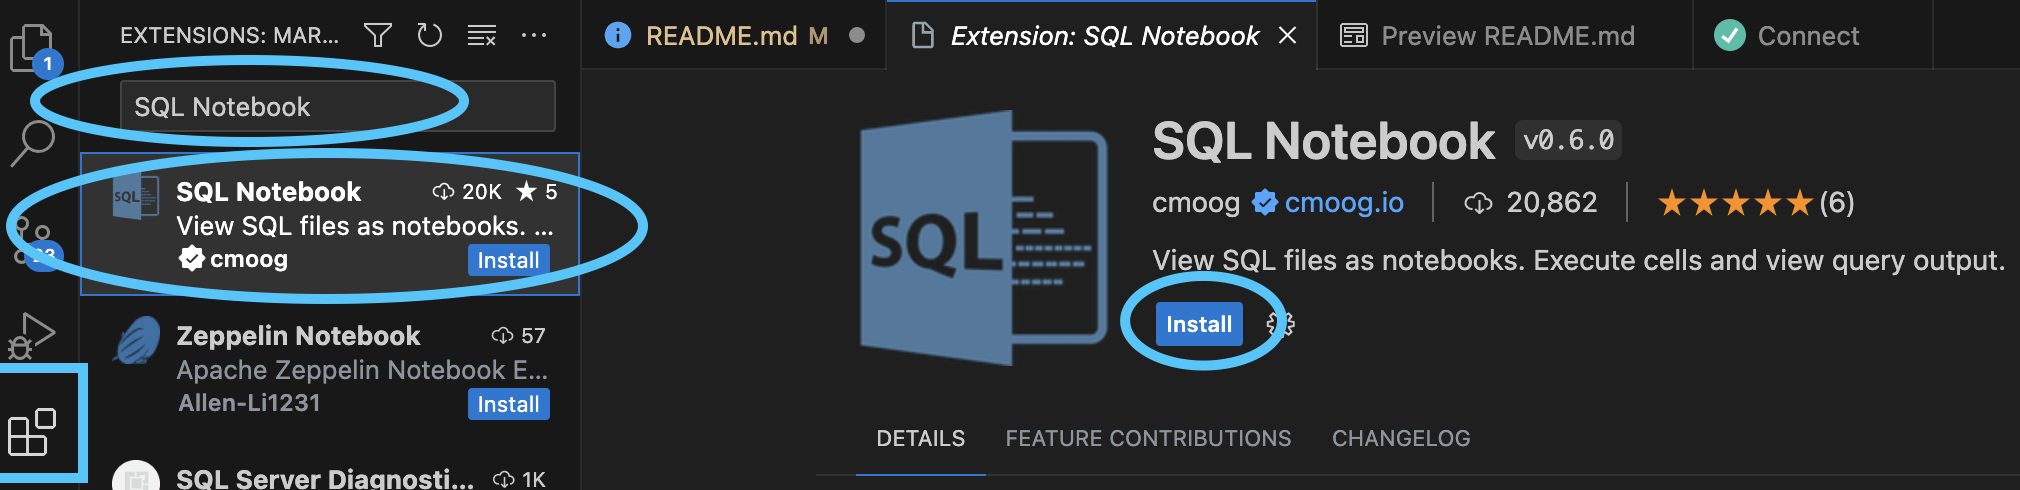 EXTENSIONS: MAR...
1
SQL Notebook
SQL
SQL Notebook 20K ★ 5
View SQL files as notebooks. ...
cmoog Install
23
Zeppelin Notebook 57
Apache Zeppelin Notebook E...
Allen-Li1231 Install
SQL Server Diagnosti... 1K
README.md M
Extension: SQL Notebook
Preview README.md
Connect
SQL
SQL Notebook v0.6.0
cmoog cmoog.io 20,862 ★★★★★(6)
View SQL files as notebooks. Execute cells and view query output.
Install
DETAILS FEATURE CONTRIBUTIONS CHANGELOG